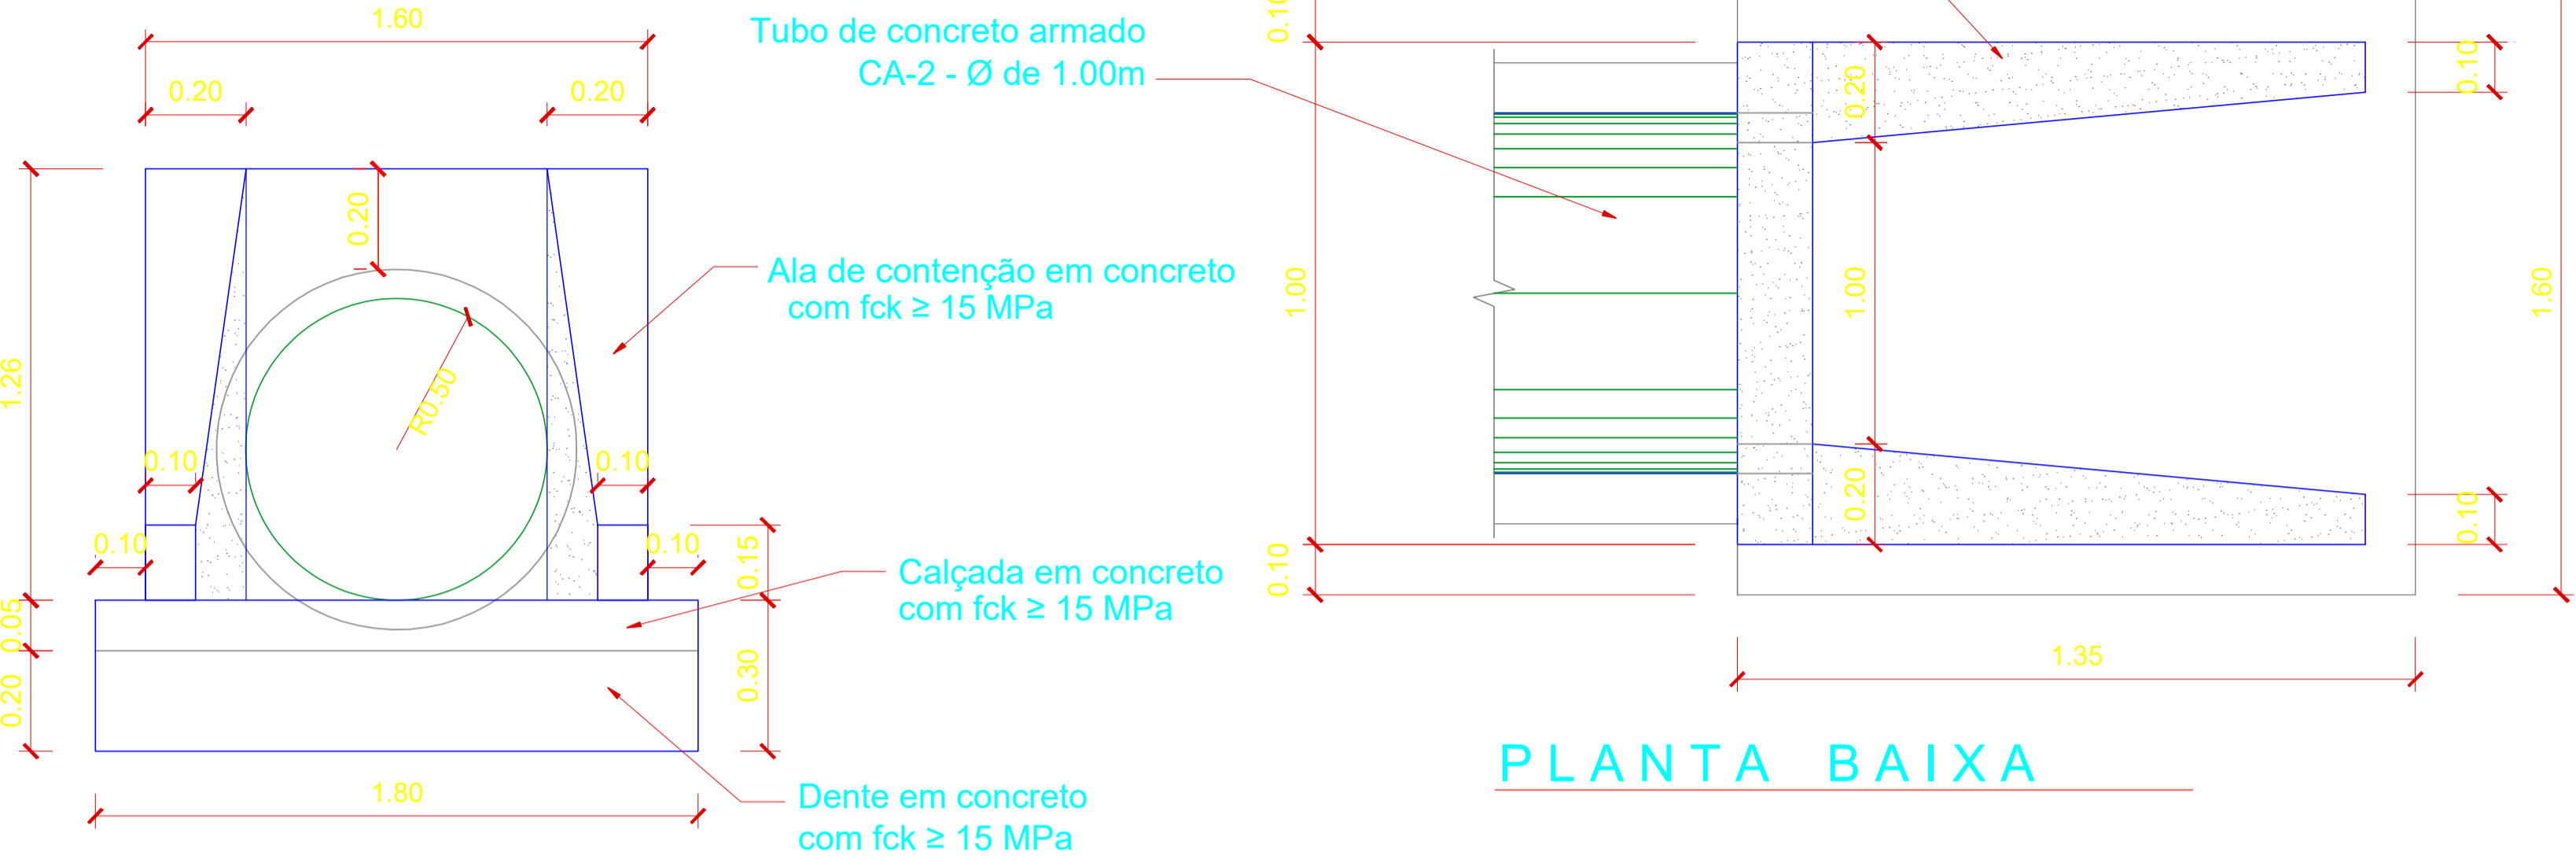 1.60
0.20
0.20
0.20
1.26
R0.50
0.10
0.10
0.10
0.10
0.15
0.05
0.20
0.30
1.80
Tubo de concreto armado
CA-2 - Ø de 1.00m
Ala de contenção em concreto
com fck ≥ 15 MPa
Calçada em concreto
com fck ≥ 15 MPa
Dente em concreto
com fck ≥ 15 MPa
0.10
1.00
0.10
0.20
1.00
0.20
0.10
0.10
1.60
1.35
PLANTA BAIXA